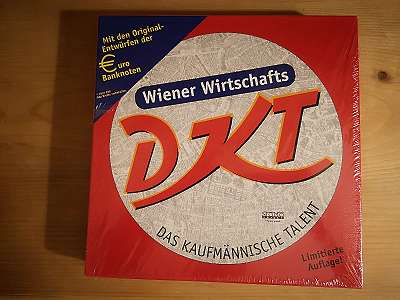 Mit den Original-
Entwürfen der
€uro
Banknoten
Wiener Wirtschafts
DKT
DAS KAUFMÄNNISCHE TALENT
Limitierte
Auflage!